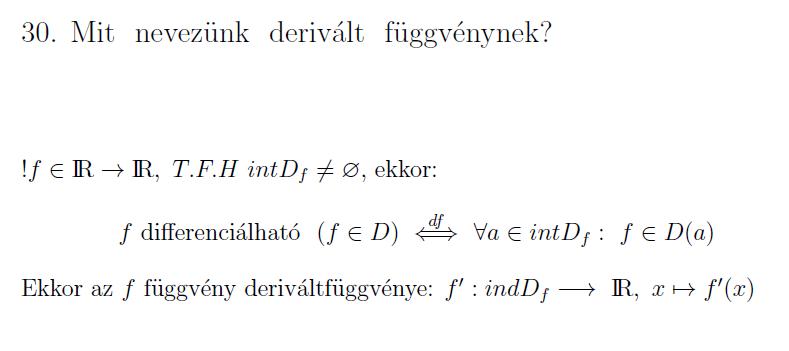 30. Mit nevezünk derivált függvénynek?
!f ∈ ℝ → ℝ, T.F.H intD_f ≠ ∅, ekkor:
f differenciálható (f ∈ D) ⟺^{df} ∀a ∈ intD_f : f ∈ D(a)
Ekkor az f függvény deriváltfüggvénye: f′ : indD_f ⟶ ℝ, x ↦ f′(x)